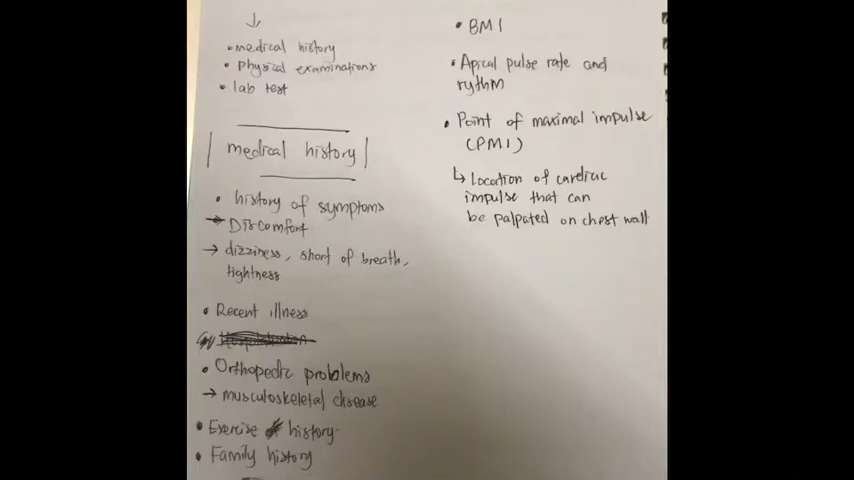 • medical history
• physical examinations
• lab test
medical history
• history of symptoms
→ Discomfort
→ dizziness, short of breath,
tightness
• Recent illness
• Orthopedic problems
→ musculoskeletal disease
• Exercise history
• Family history
• BMI
• Apical pulse rate and
rythm
• Point of maximal impulse
(PMI)
↳ location of cardiac
impulse that can
be palpated on chest wall